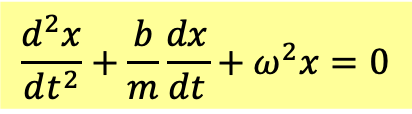 d²x/dt² + b/m dx/dt + ω²x = 0